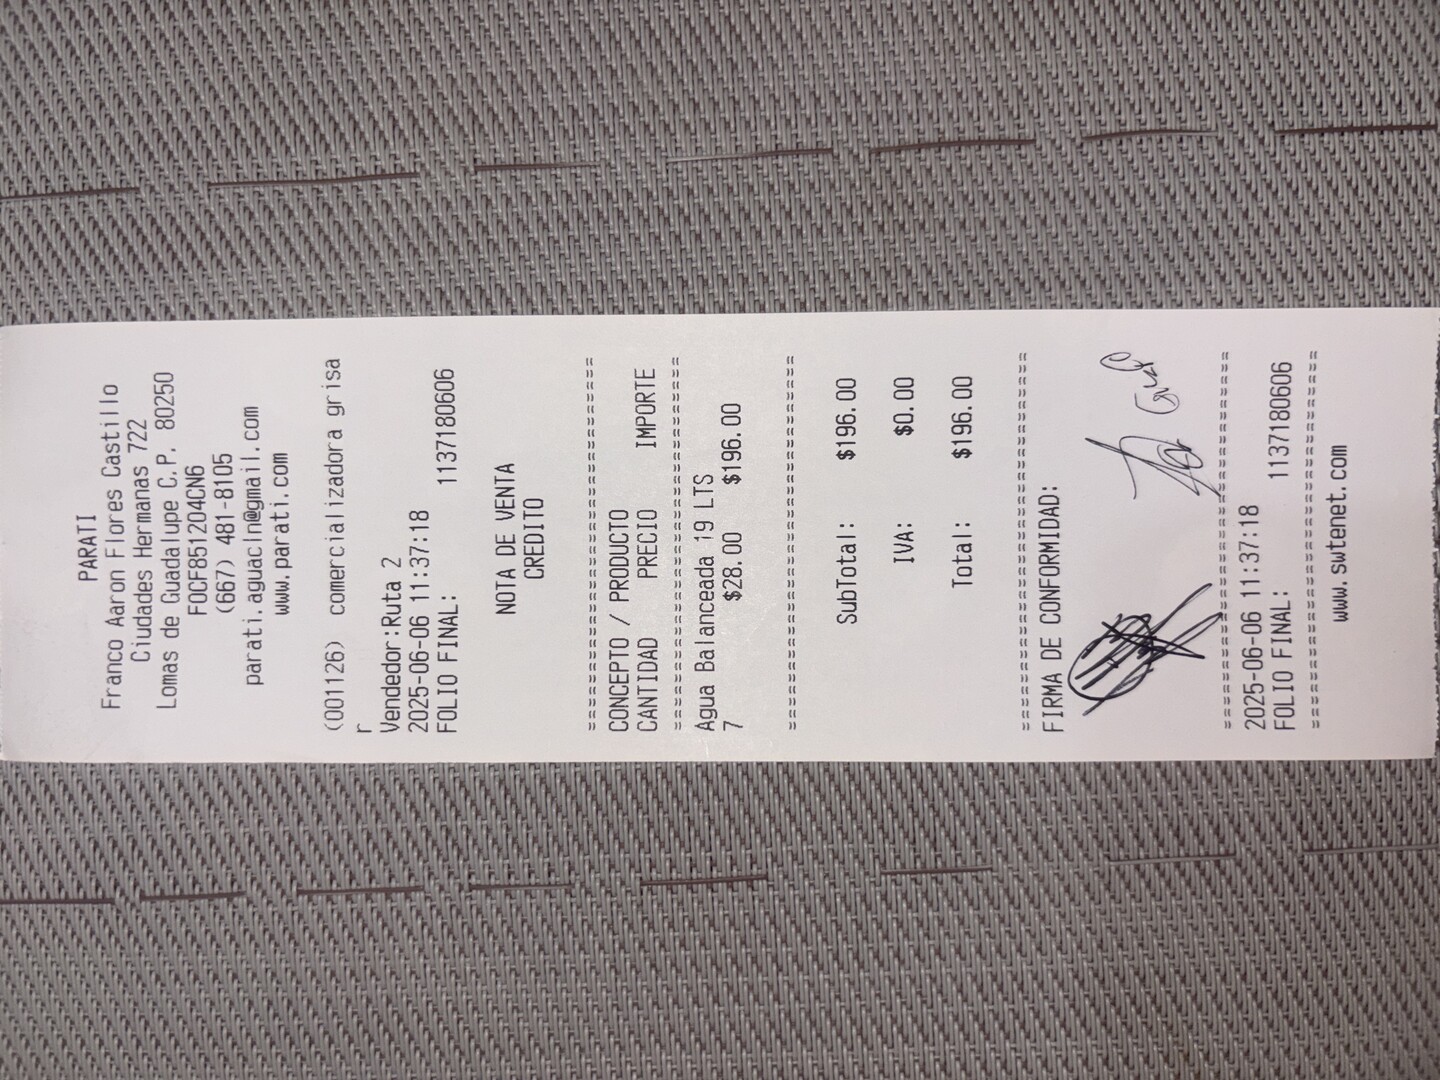 PARATI
Franco Aaron Flores Castillo
Ciudades Hermanas 722
Lomas de Guadalupe C.P. 80250
FOCF851204CN6
(667) 481-8105
parati.aguacln@gmail.com
www.parati.com
(001126) comercializadora grisa
r
Vendedor:Ruta 2
2025-06-06 11:37:18
FOLIO FINAL: 1137180606
NOTA DE VENTA
CREDITO
===============================
CONCEPTO / PRODUCTO
CANTIDAD PRECIO IMPORTE
===============================
Agua Balanceada 19 LTS
7 $28.00 $196.00
===============================
SubTotal: $196.00
IVA: $0.00
Total: $196.00
===============================
FIRMA DE CONFORMIDAD:
===============================
2025-06-06 11:37:18
FOLIO FINAL: 1137180606
===============================
www.swtenet.com